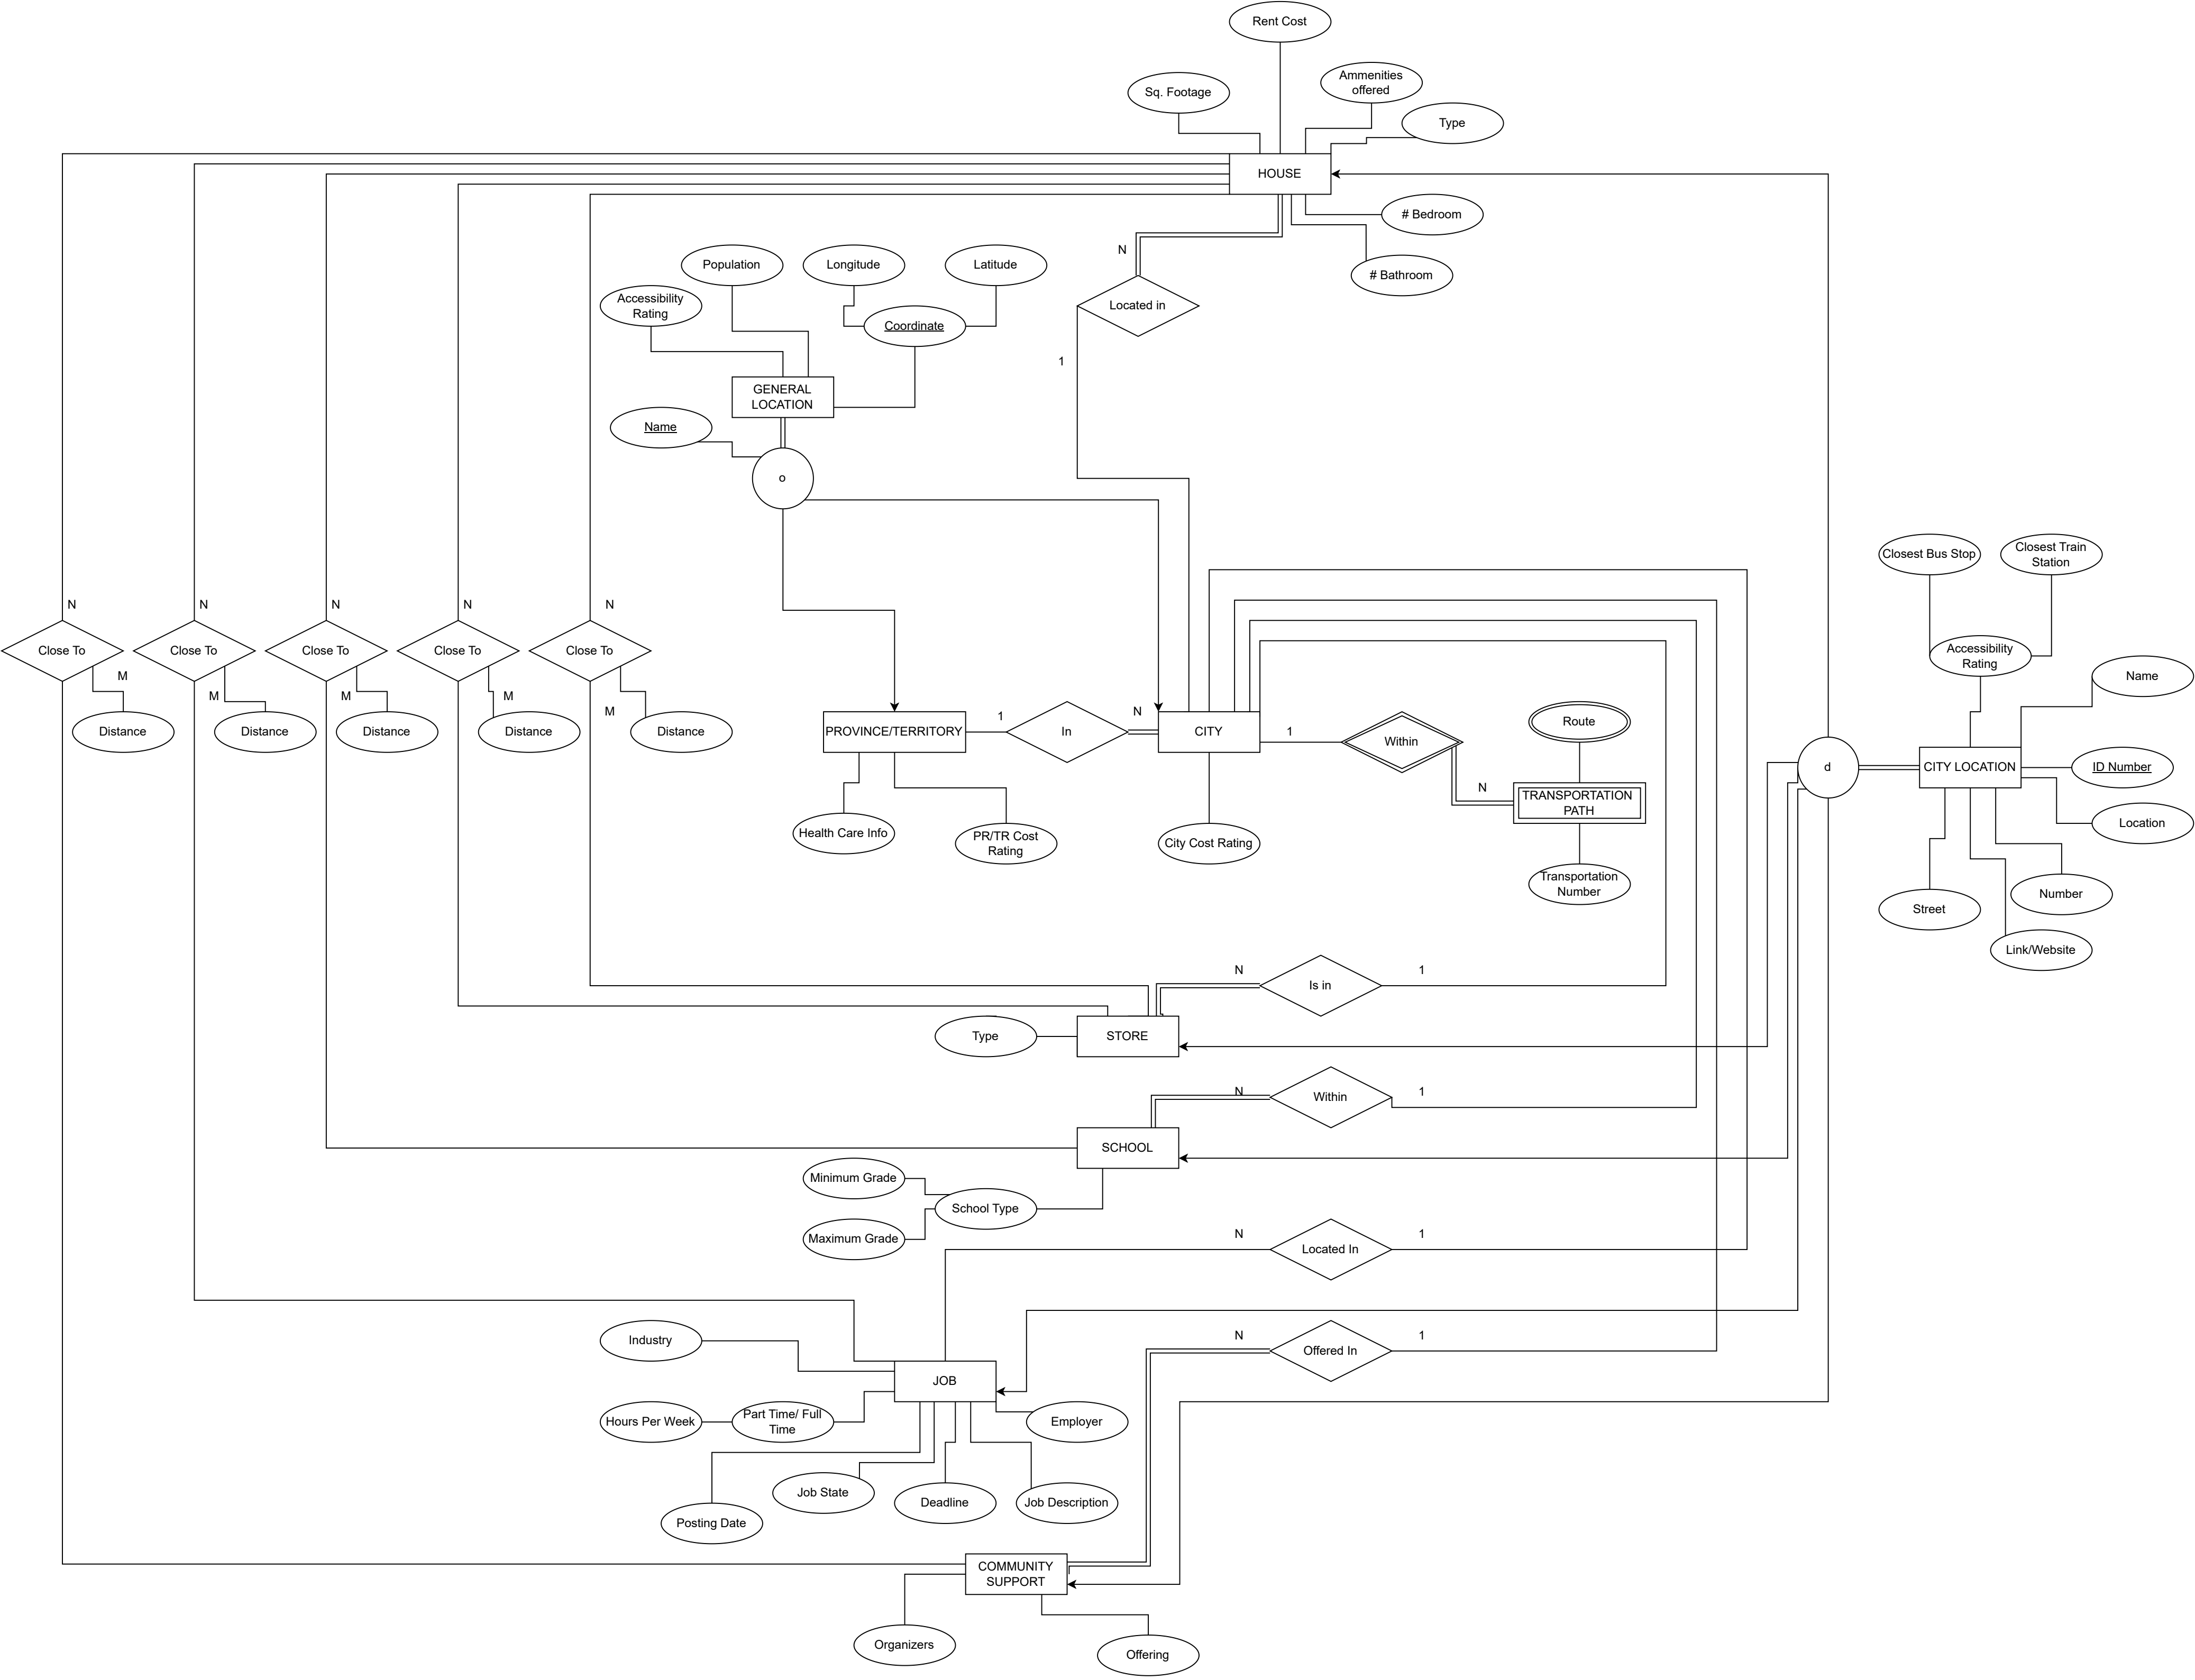 Rent Cost
Sq. Footage
Ammenities
offered
Type
HOUSE
# Bedroom
# Bathroom
N
Located in
1
Population
Longitude
Latitude
Accessibility
Rating
Coordinate
GENERAL
LOCATION
Name
o
Closest Bus Stop
Closest Train
Station
Accessibility
Rating
Name
N
N
N
N
N
Close To
Close To
Close To
Close To
Close To
M
M
M
M
M
Distance
Distance
Distance
Distance
Distance
PROVINCE/TERRITORY
1
In
N
CITY
1
Within
Route
N
TRANSPORTATION
PATH
d
CITY LOCATION
ID Number
Location
Health Care Info
PR/TR Cost
Rating
City Cost Rating
Transportation
Number
Number
Street
Link/Website
N
Is in
1
Type
STORE
N
Within
1
SCHOOL
Minimum Grade
School Type
Maximum Grade
N
Located In
1
Industry
N
Offered In
1
JOB
Hours Per Week
Part Time/ Full
Time
Employer
Job State
Deadline
Job Description
Posting Date
COMMUNITY
SUPPORT
Organizers
Offering